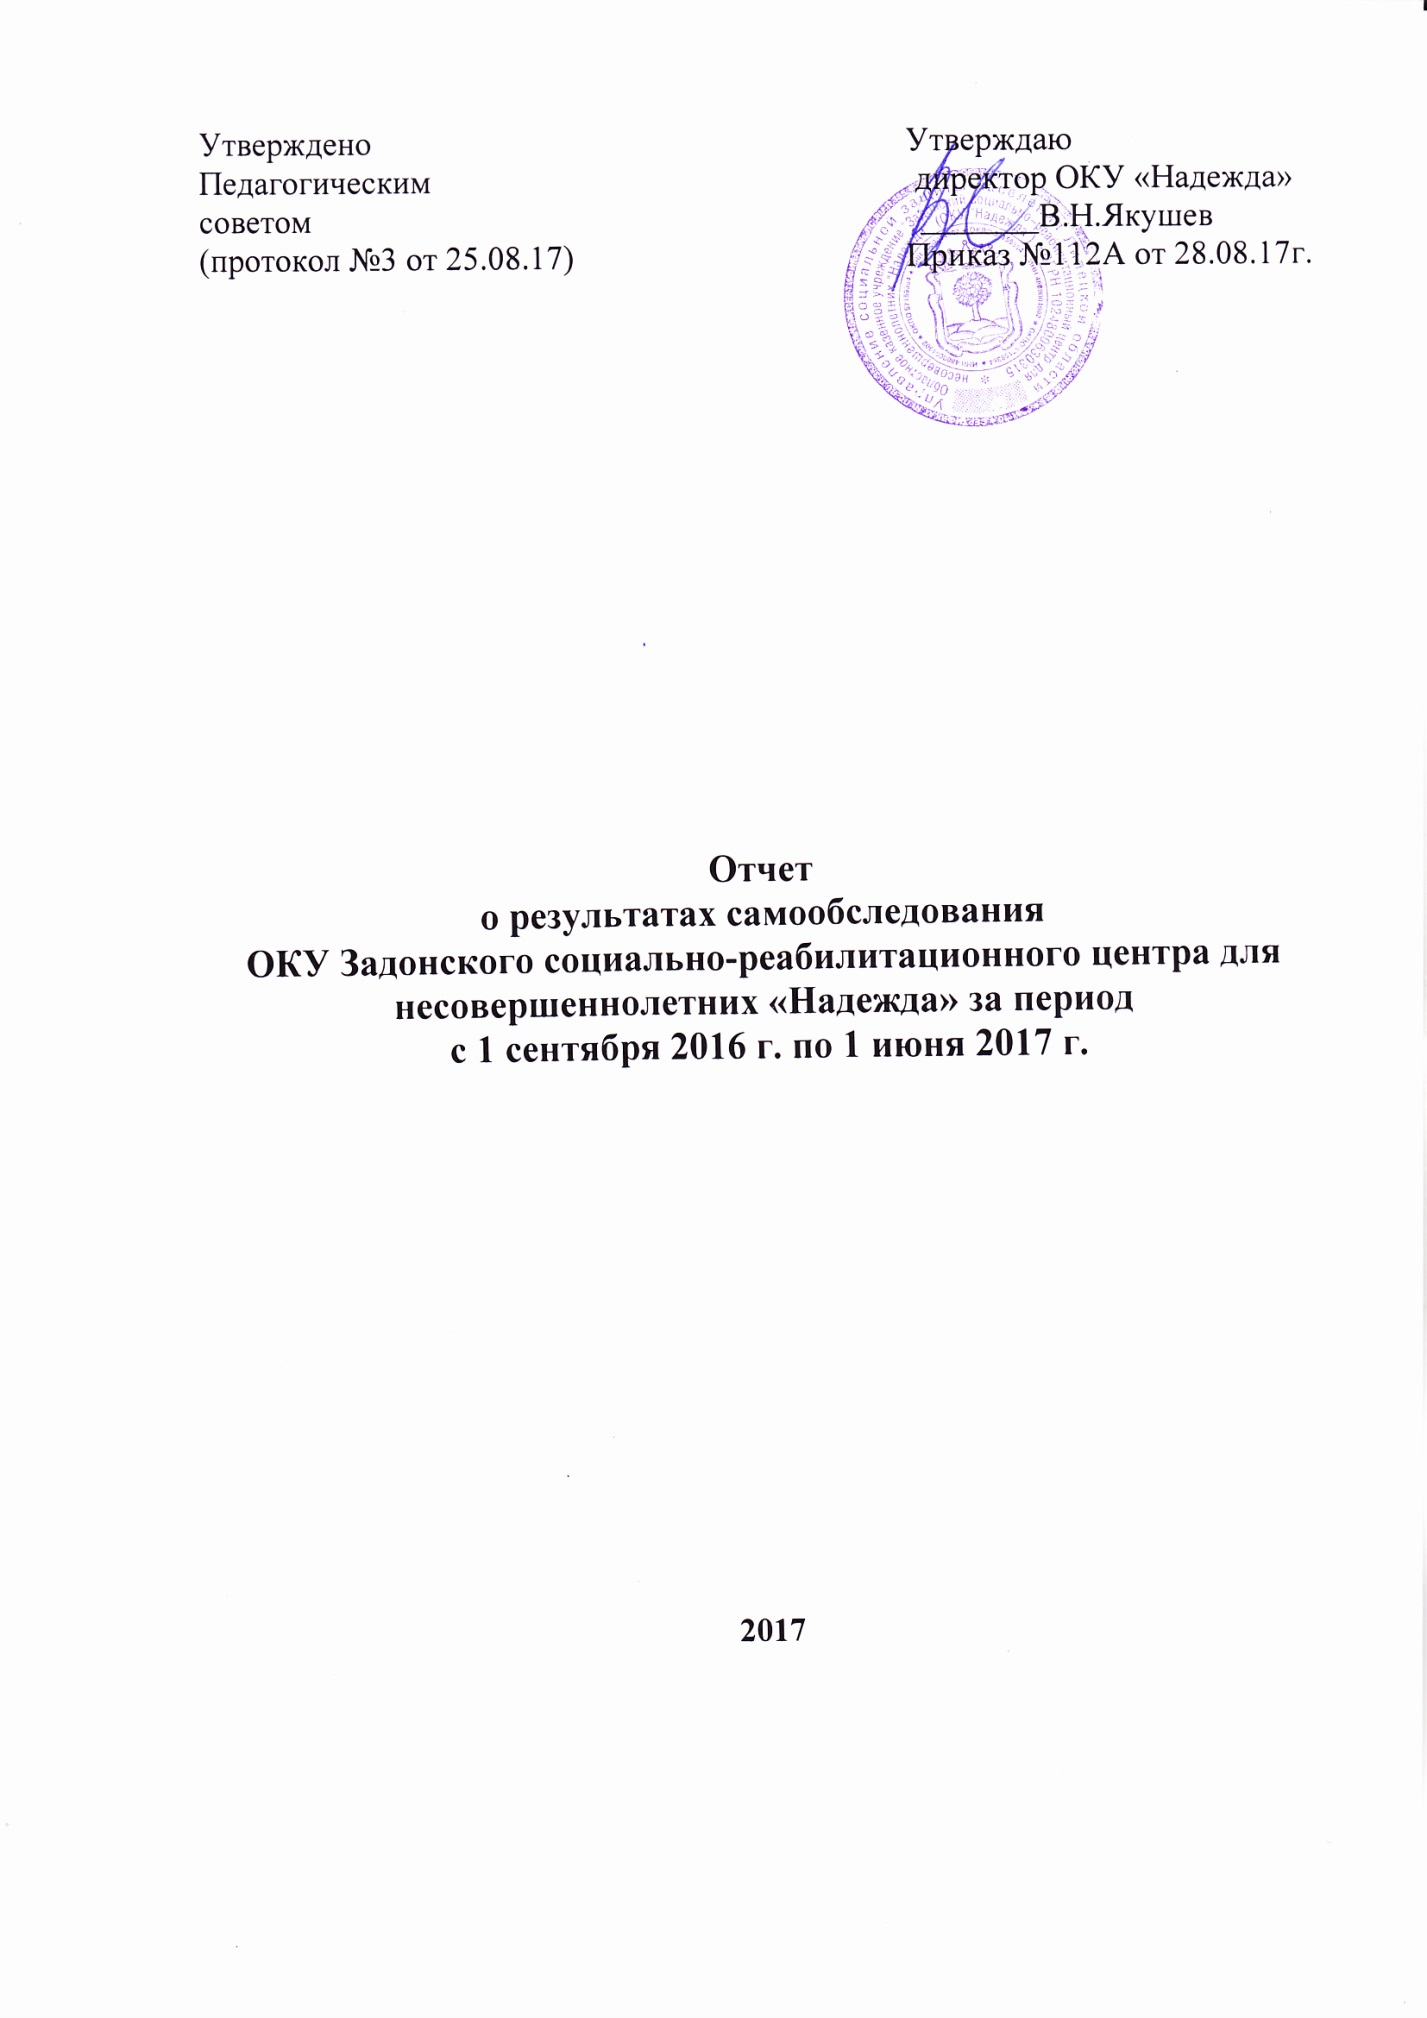 Утверждено
Педагогическим
советом
(протокол №3 от 25.08.17)
Утверждаю
директор ОКУ «Надежда»
________В.Н.Якушев
Приказ №112А от 28.08.17г.
Отчет
о результатах самообследования
ОКУ Задонского социально-реабилитационного центра для
несовершеннолетних «Надежда» за период
с 1 сентября 2016 г. по 1 июня 2017 г.
2017